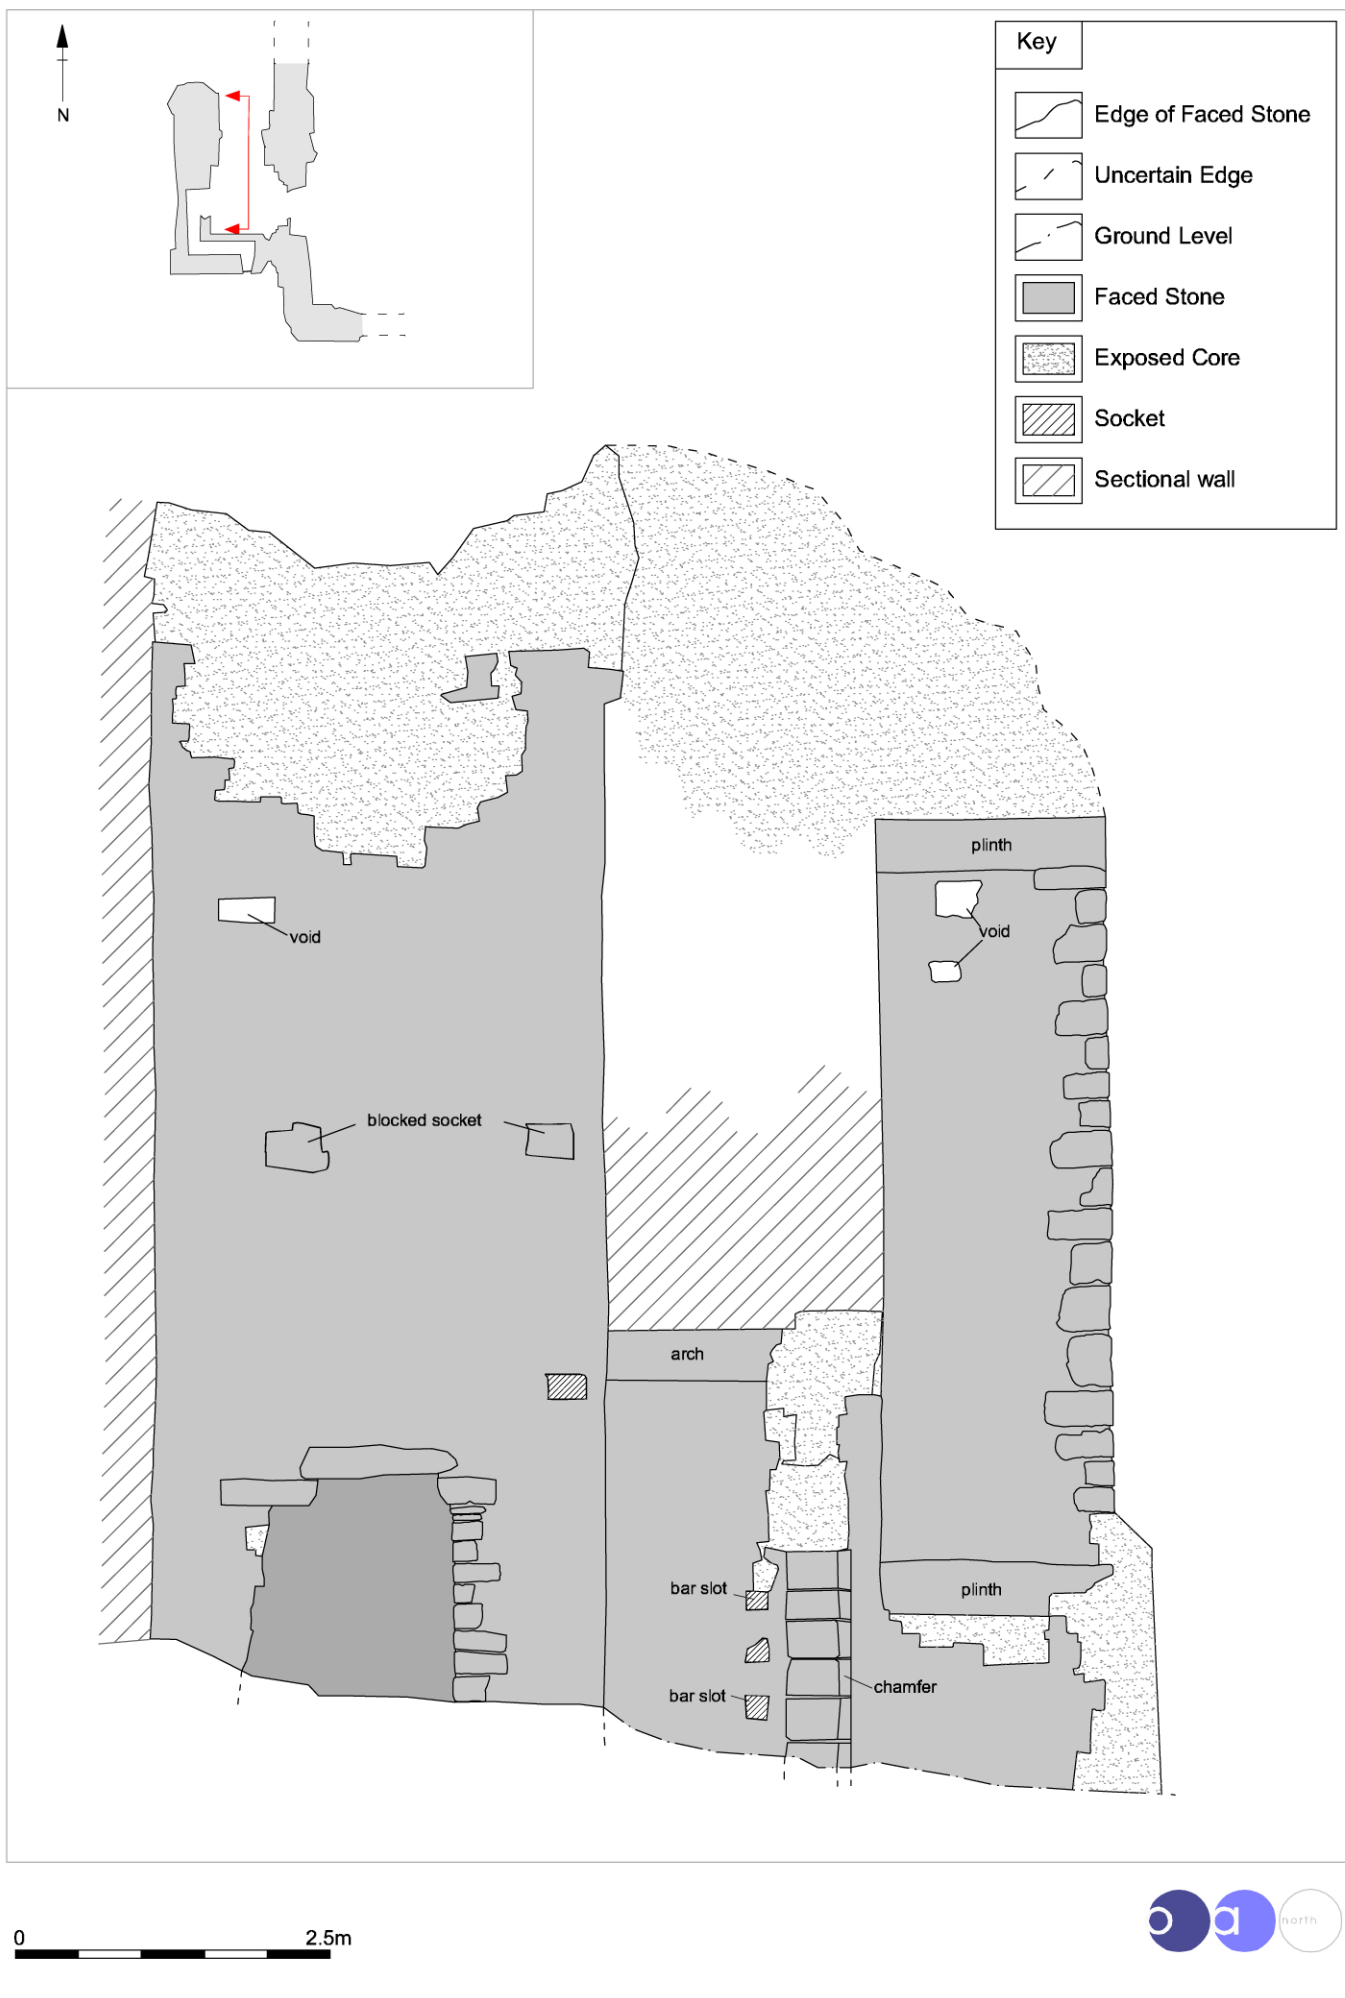 N
Key
Edge of Faced Stone
Uncertain Edge
Ground Level
Faced Stone
Exposed Core
Socket
Sectional wall
plinth
void
void
blocked socket
arch
bar slot
plinth
bar slot
chamfer
0 2.5m
oa north